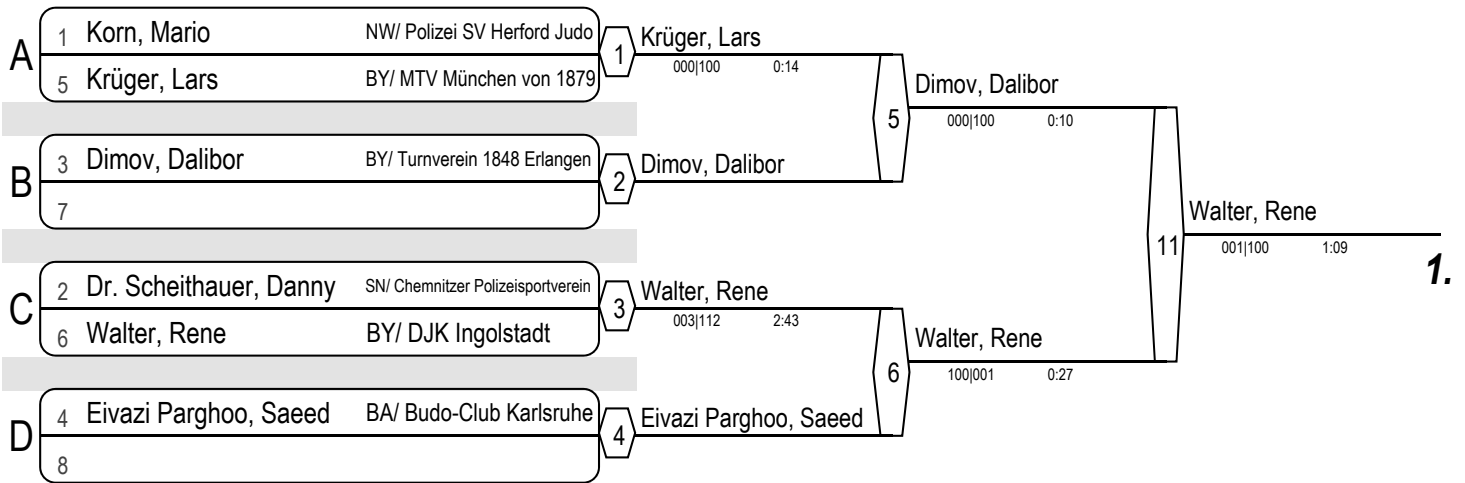 A
1 Korn, Mario NW/ Polizei SV Herford Judo
5 Krüger, Lars BY/ MTV München von 1879
1
Krüger, Lars
000|100 0:14
B
3 Dimov, Dalibor BY/ Turnverein 1848 Erlangen
7
2
Dimov, Dalibor
5
Dimov, Dalibor
000|100 0:10
C
2 Dr. Scheithauer, Danny SN/ Chemnitzer Polizeisportverein
6 Walter, Rene BY/ DJK Ingolstadt
3
Walter, Rene
003|112 2:43
D
4 Eivazi Parghoo, Saeed BA/ Budo-Club Karlsruhe
8
4
Eivazi Parghoo, Saeed
6
Walter, Rene
100|001 0:27
11
Walter, Rene
001|100 1:09
1.